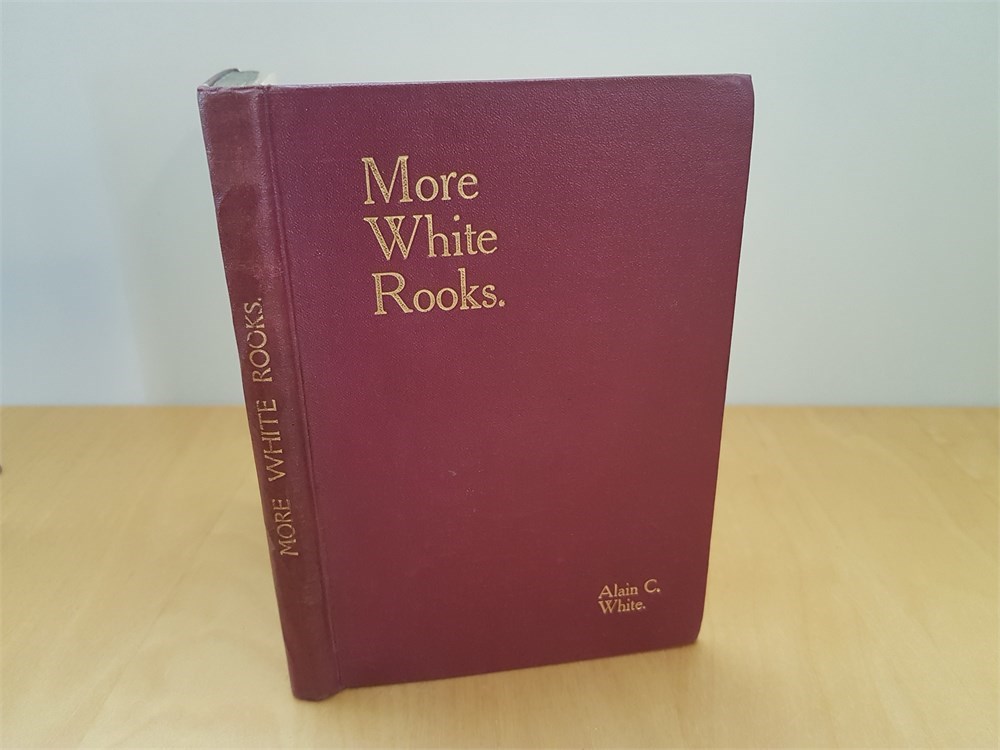 More
White
Rooks.
Alain C.
White.
MORE WHITE ROOKS.